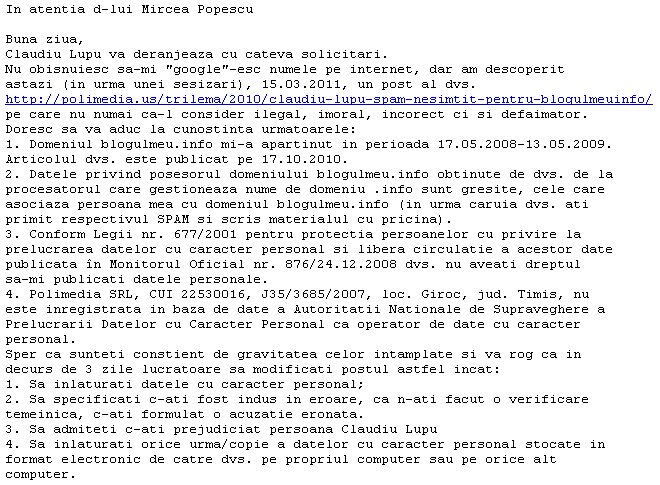 In atentia d-lui Mircea Popescu
Buna ziua,
Claudiu Lupu va deranjeaza cu cateva solicitari.
Nu obisnuiesc sa-mi "google"-esc numele pe internet, dar am descoperit
astazi (in urma unei sesizari), 15.03.2011, un post al dvs.
http://polimedia.us/trilema/2010/claudiu-lupu-spam-nesimtit-pentru-blogulmeuinfo/
pe care nu numai ca-l consider ilegal, imoral, incorect ci si defaimator.
Doresc sa va aduc la cunostinta urmatoarele:
1. Domeniul blogulmeu.info mi-a apartinut in perioada 17.05.2008-13.05.2009.
Articolul dvs. este publicat pe 17.10.2010.
2. Datele privind posesorul domeniului blogulmeu.info obtinute de dvs. de la
procesatorul care gestioneaza nume de domeniu .info sunt gresite, cele care
asociaza persoana mea cu domeniul blogulmeu.info (in urma caruia dvs. ati
primit respectivul SPAM si scris materialul cu pricina).
3. Conform Legii nr. 677/2001 pentru protectia persoanelor cu privire la
prelucrarea datelor cu caracter personal si libera circulatie a acestor date
publicata în Monitorul Oficial nr. 876/24.12.2008 dvs. nu aveati dreptul
sa-mi publicati datele personale.
4. Polimedia SRL, CUI 22530016, J35/3685/2007, loc. Giroc, jud. Timis, nu
este inregistrata in baza de date a Autoritatii Nationale de Supraveghere a
Prelucrarii Datelor cu Caracter Personal ca operator de date cu caracter
personal.
Sper ca sunteti constient de gravitatea celor intamplate si va rog ca in
decurs de 3 zile lucratoare sa modificati postul astfel incat:
1. Sa inlaturati datele cu caracter personal;
2. Sa specificati c-ati fost indus in eroare, ca n-ati facut o verificare
temeinica, c-ati formulat o acuzatie eronata.
3. Sa admiteti c-ati prejudiciat persoana Claudiu Lupu
4. Sa inlaturati orice urma/copie a datelor cu caracter personal stocate in
format electronic de catre dvs. pe propriul computer sau pe orice alt
computer.